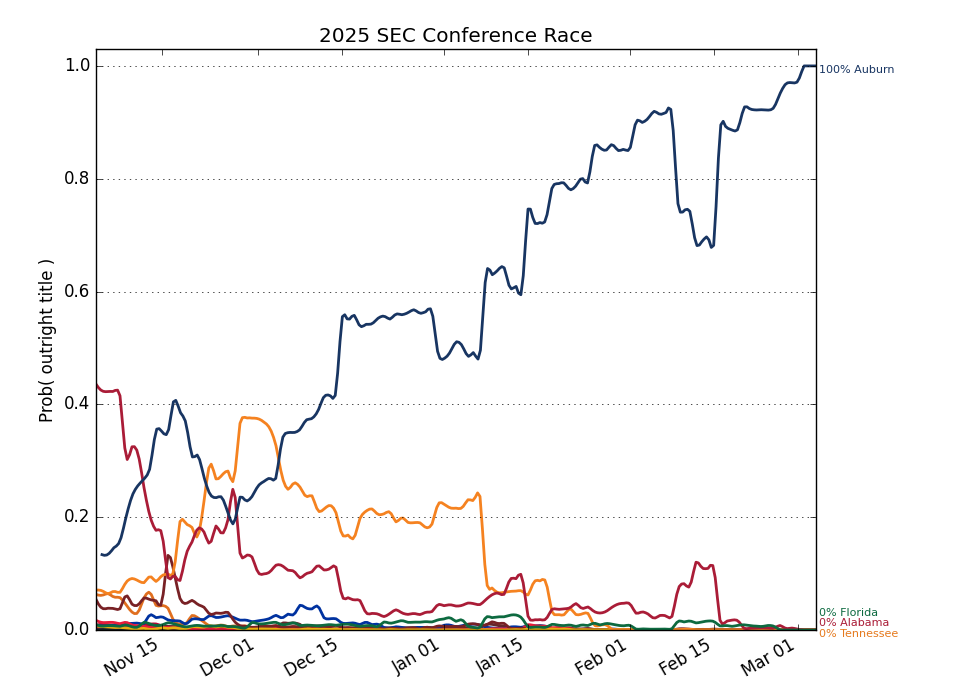 2025 SEC Conference Race
Prob( outright title )
1.0
0.8
0.6
0.4
0.2
0.0
100% Auburn
0% Florida
0% Alabama
0% Tennessee
Nov 15
Dec 01
Dec 15
Jan 01
Jan 15
Feb 01
Feb 15
Mar 01